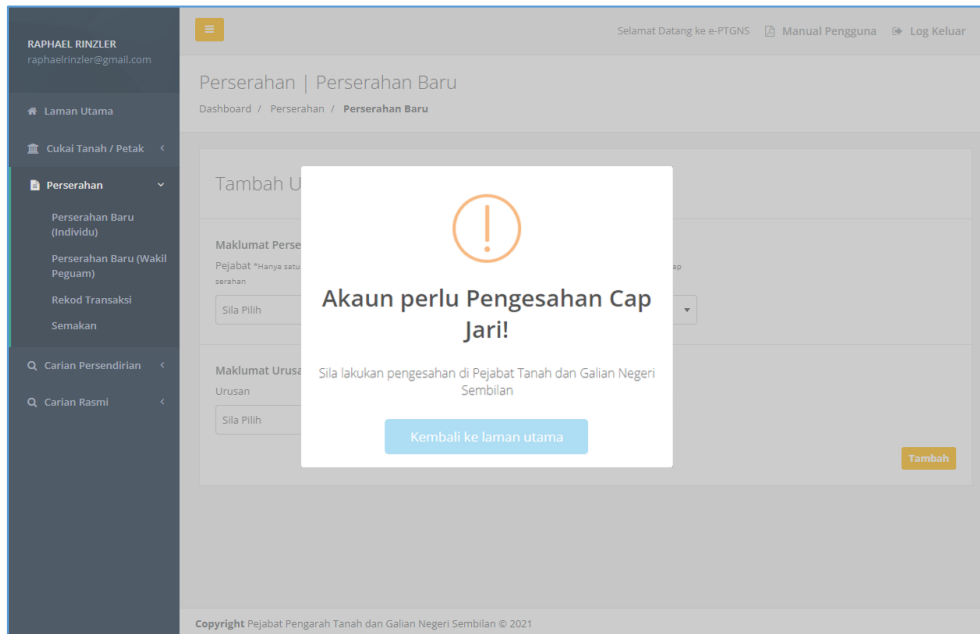 RAPHAEL RINZLER
raphaelrinzler@gmail.com
Selamat Datang ke e-PTGNS Manual Pengguna Log Keluar
Perserahan | Perserahan Baru
Dashboard / Perserahan / Perserahan Baru
Laman Utama
Cukai Tanah / Petak
Perserahan
Perserahan Baru
(Individu)
Perserahan Baru (Wakil
Peguam)
Rekod Transaksi
Semakan
Carian Persendirian
Carian Rasmi
Tambah U
Maklumat Perse
Pejabat *Hanya satu
serahan
Sila Pilih
Maklumat Urusa
Urusan
Sila Pilih
Tambah
Akaun perlu Pengesahan Cap
Jari!
Sila lakukan pengesahan di Pejabat Tanah dan Galian Negeri
Sembilan
Kembali ke laman utama
Copyright Pejabat Pengarah Tanah dan Galian Negeri Sembilan © 2021